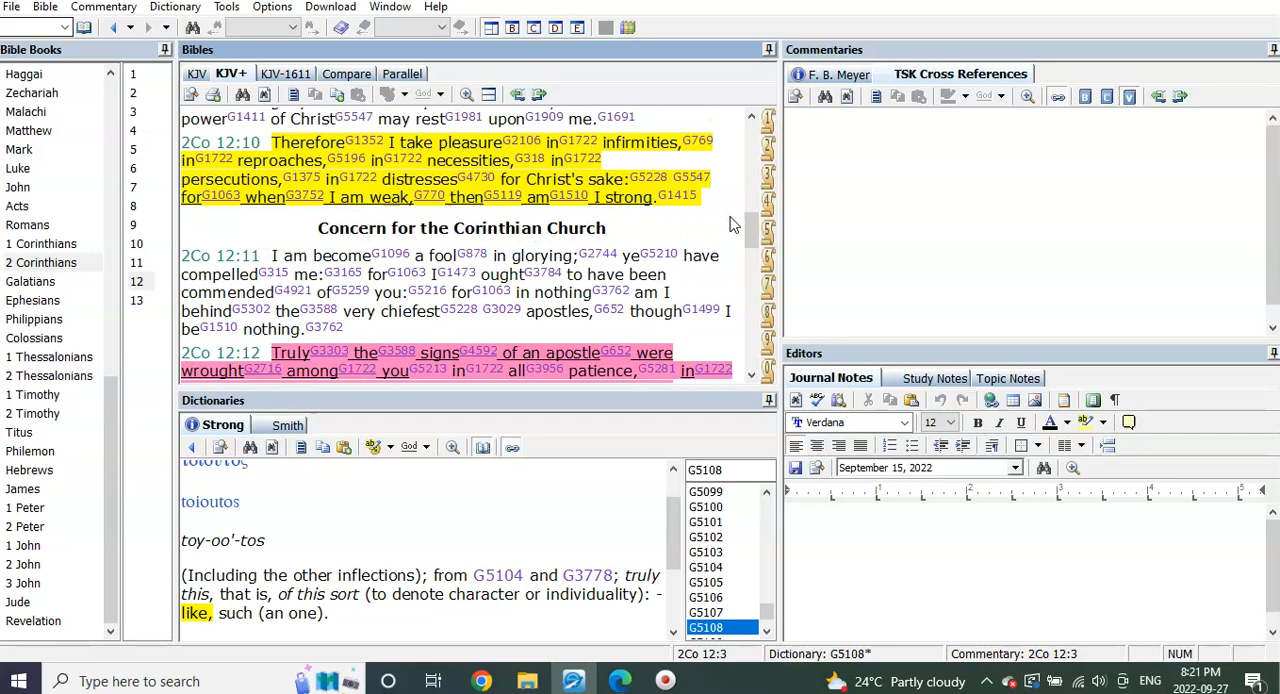 File Bible Commentary Dictionary Tools Options Download Window Help
B C D E
Bible Books
Haggai
Zechariah
Malachi
Matthew
Mark
Luke
John
Acts
Romans
1 Corinthians
2 Corinthians
Galatians
Ephesians
Philippians
Colossians
1 Thessalonians
2 Thessalonians
1 Timothy
2 Timothy
Titus
Philemon
Hebrews
James
1 Peter
2 Peter
1 John
2 John
3 John
Jude
Revelation
1
2
3
4
5
6
7
8
9
10
11
12
13
Bibles
KJV KJV+ KJV-1611 Compare Parallel
God
powerG1411 of ChristG5547 may restG1981 uponG1909 me.G1691
2Co 12:10 ThereforeG1352 I take pleasureG2106 inG1722 infirmities,G769
inG1722 reproaches,G5196 inG1722 necessities,G318 inG1722
persecutions,G1375 inG1722 distressesG4730 for Christ's sake:G5228 G5547
forG1063 whenG3752 I am weak,G770 thenG5119 amG1510 I strong.G1415
Concern for the Corinthian Church
2Co 12:11 I am becomeG1096 a foolG878 in glorying;G2744 yeG5210 have
compelledG315 me:G3165 forG1063 IG1473 oughtG3784 to have been
commendedG4921 ofG5259 you:G5216 forG1063 in nothingG3762 am I
behindG5302 theG3588 very chiefestG5228 G3029 apostles,G652 thoughG1499 I
beG1510 nothing.G3762
2Co 12:12 TrulyG3303 theG3588 signsG4592 of an apostleG652 were
wroughtG2716 amongG1722 youG5213 inG1722 allG3956 patience,G5281 inG1722
Dictionaries
Strong Smith
God
τοιοῦτος
toioutos
toy-oo'-tos
(Including the other inflections); from G5104 and G3778; truly
this, that is, of this sort (to denote character or individuality): -
like, such (an one).
G5108
G5099
G5100
G5101
G5102
G5103
G5104
G5105
G5106
G5107
G5108
Commentaries
F. B. Meyer TSK Cross References
God
B C V
Editors
Journal Notes Study Notes Topic Notes
Verdana 12 B I U A
September 15, 2022
1 2 3 4 5
2Co 12:3 Dictionary: G5108* Commentary: 2Co 12:3 NUM
Type here to search
24°C Partly cloudy ENG
8:21 PM
2022-09-27